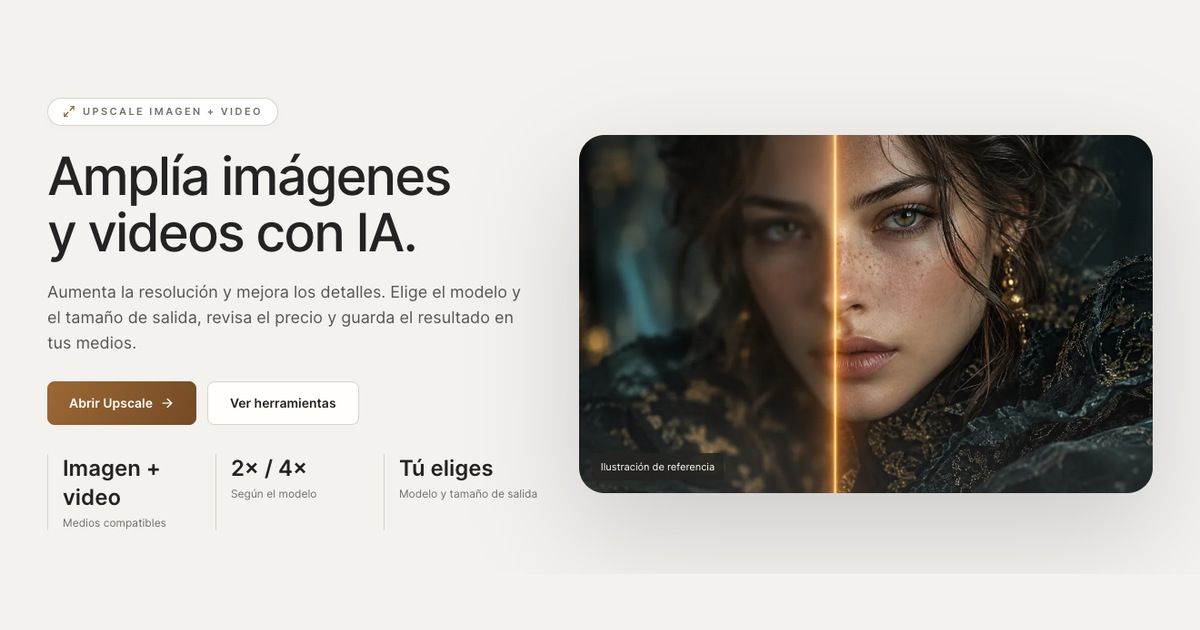 UPSCALE IMAGEN + VIDEO
Amplía imágenes
y videos con IA.
Aumenta la resolución y mejora los detalles. Elige el modelo y
el tamaño de salida, revisa el precio y guarda el resultado en
tus medios.
Abrir Upscale →
Ver herramientas
Imagen +
video
Medios compatibles
2× / 4×
Según el modelo
Tú eliges
Modelo y tamaño de salida
Ilustración de referencia